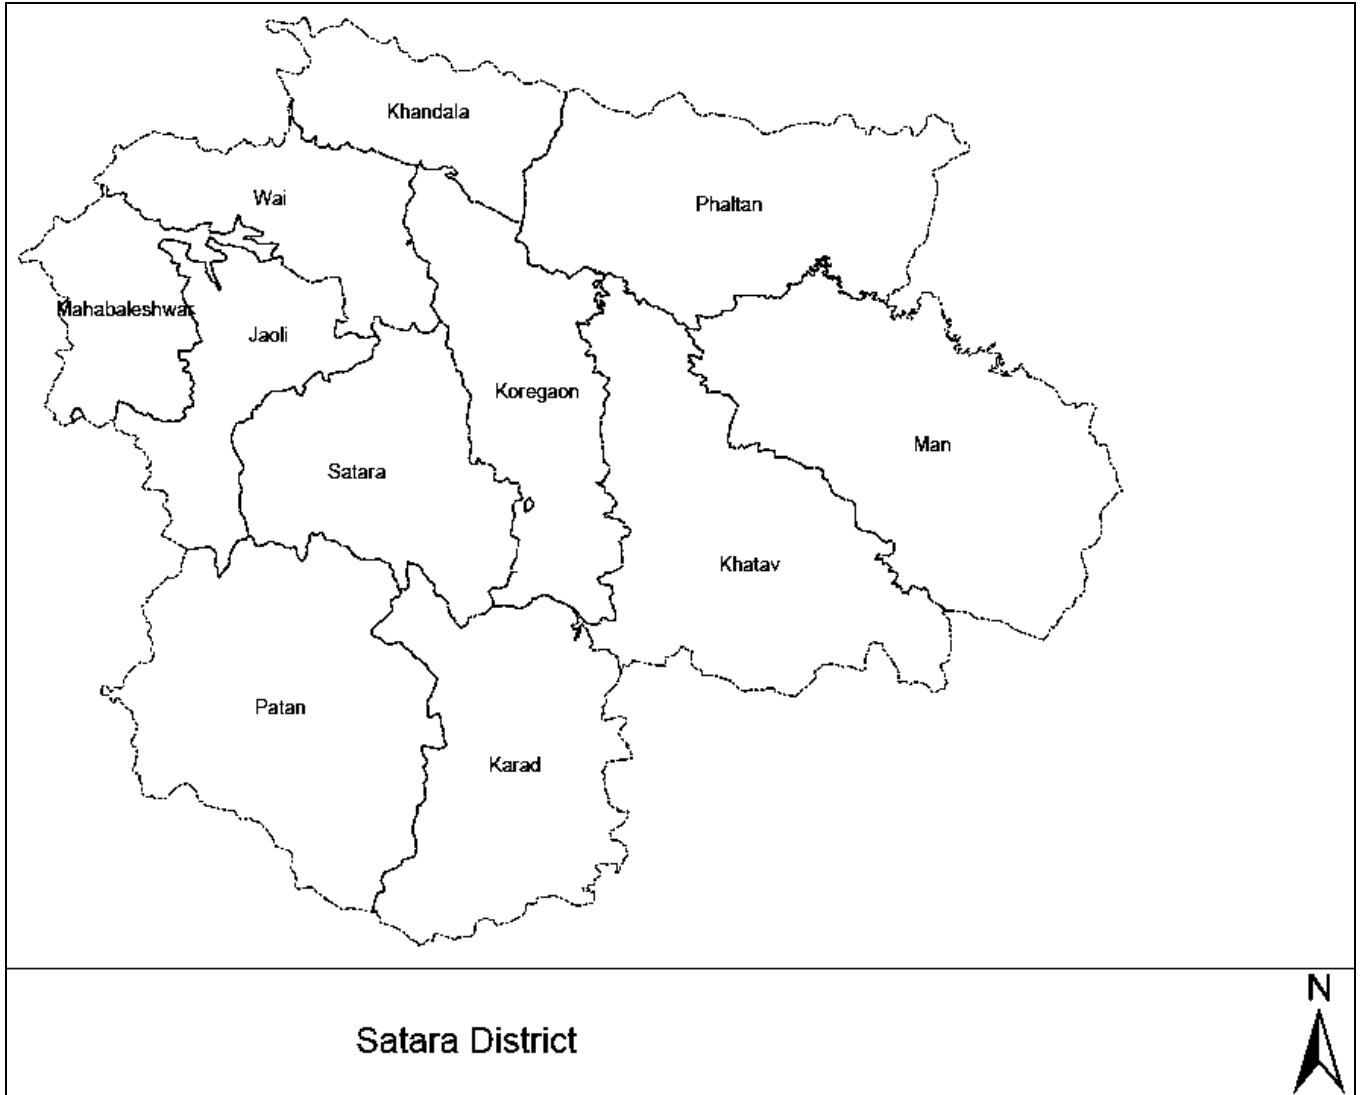 Khandala
Wai
Phaltan
Mahabaleshwar
Jaoli
Koregaon
Man
Satara
Khatav
Patan
Karad
N
Satara District